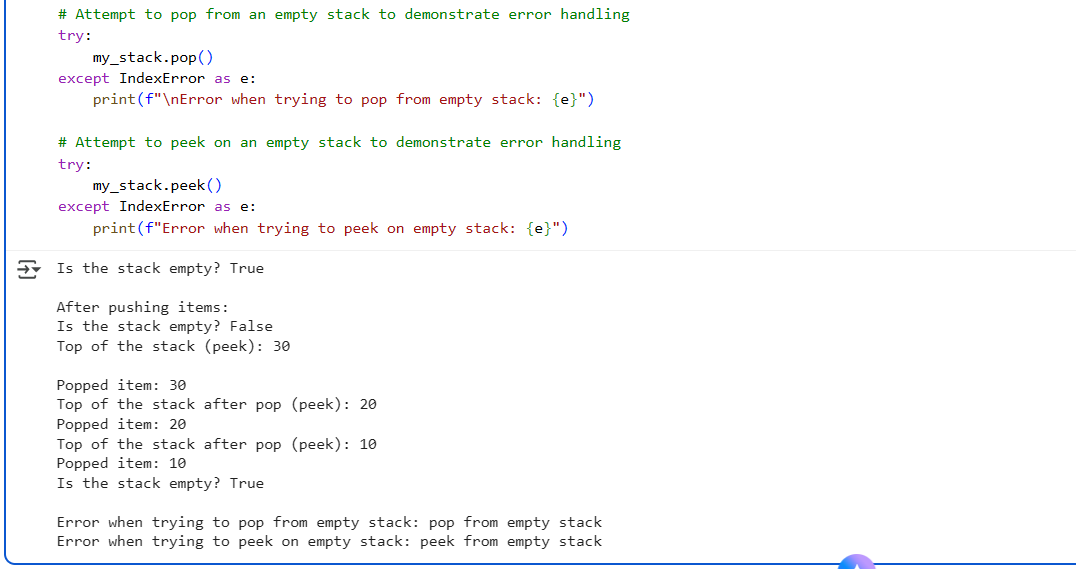 # Attempt to pop from an empty stack to demonstrate error handling
try:
    my_stack.pop()
except IndexError as e:
    print(f"\nError when trying to pop from empty stack: {e}")

# Attempt to peek on an empty stack to demonstrate error handling
try:
    my_stack.peek()
except IndexError as e:
    print(f"Error when trying to peek on empty stack: {e}")

Is the stack empty? True

After pushing items:
Is the stack empty? False
Top of the stack (peek): 30

Popped item: 30
Top of the stack after pop (peek): 20
Popped item: 20
Top of the stack after pop (peek): 10
Popped item: 10
Is the stack empty? True

Error when trying to pop from empty stack: pop from empty stack
Error when trying to peek on empty stack: peek from empty stack